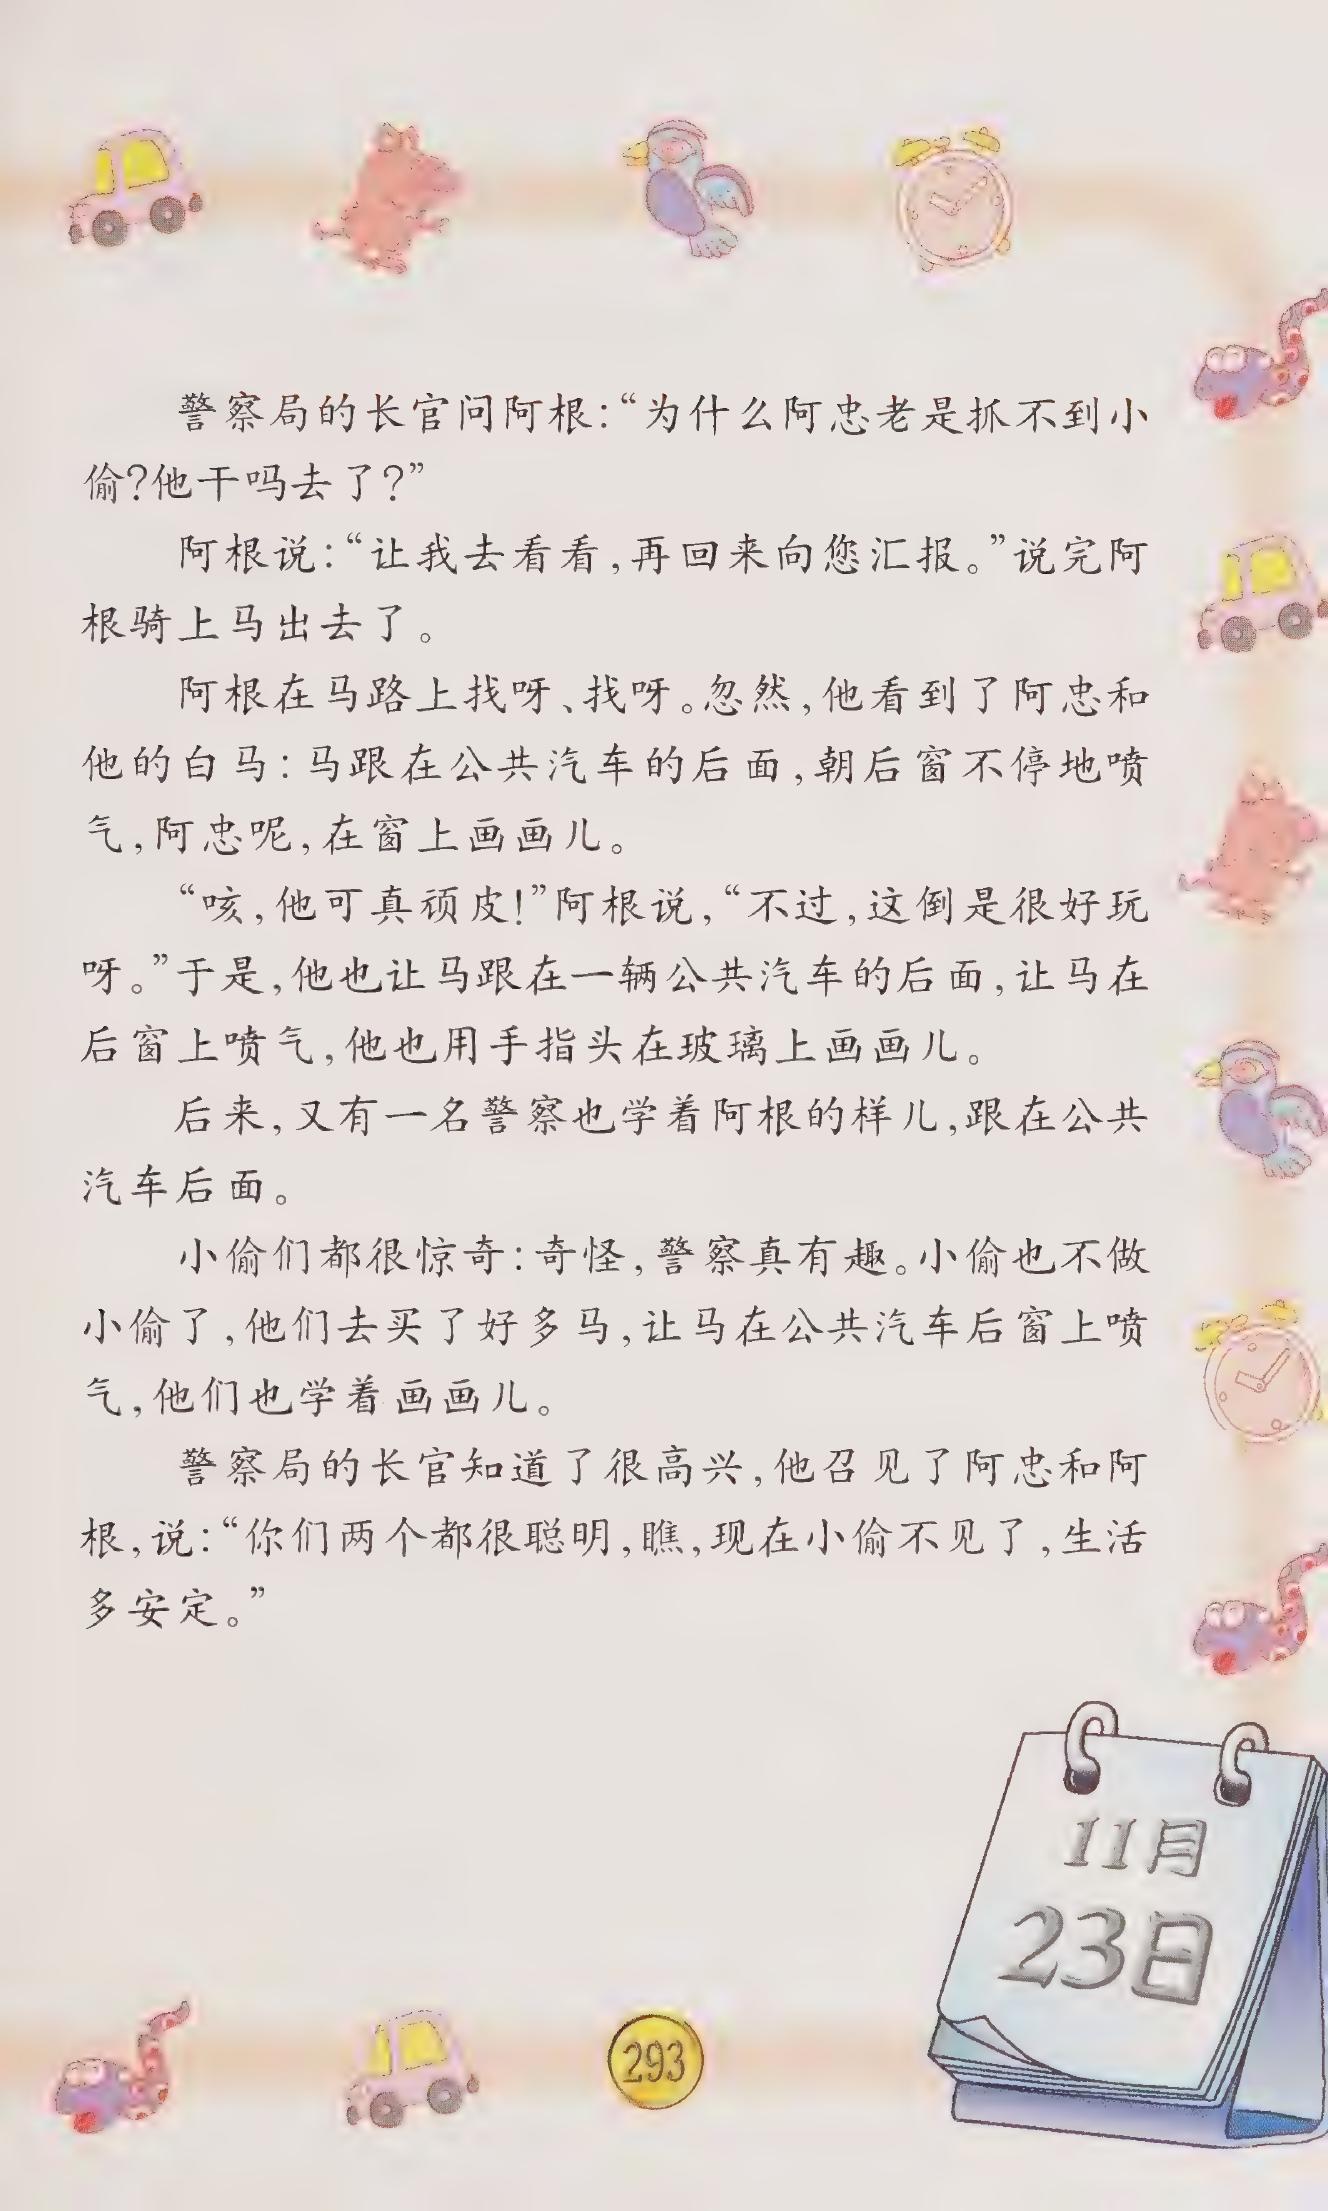 警察局的长官问阿根：“为什么阿忠老是抓不到小
偷？他干吗去了？”
阿根说：“让我去看看，再回来向您汇报。”说完阿
根骑上马出去了。
阿根在马路上找呀、找呀。忽然，他看到了阿忠和
他的白马：马跟在公共汽车的后面，朝后窗不停地喷
气，阿忠呢，在窗上画画儿。
“咳，他可真顽皮！”阿根说，“不过，这倒是很好玩
呀。”于是，他也让马跟在一辆公共汽车的后面，让马在
后窗上喷气，他也用手指头在玻璃上画画儿。
后来，又有一名警察也学着阿根的样儿，跟在公共
汽车后面。
小偷们都很惊奇：奇怪，警察真有趣。小偷也不做
小偷了，他们去买了好多马，让马在公共汽车后窗上喷
气，他们也学着画画儿。
警察局的长官知道了很高兴，他召见了阿忠和阿
根，说：“你们两个都很聪明，瞧，现在小偷不见了，生活
多安定。”
11月
23日
293